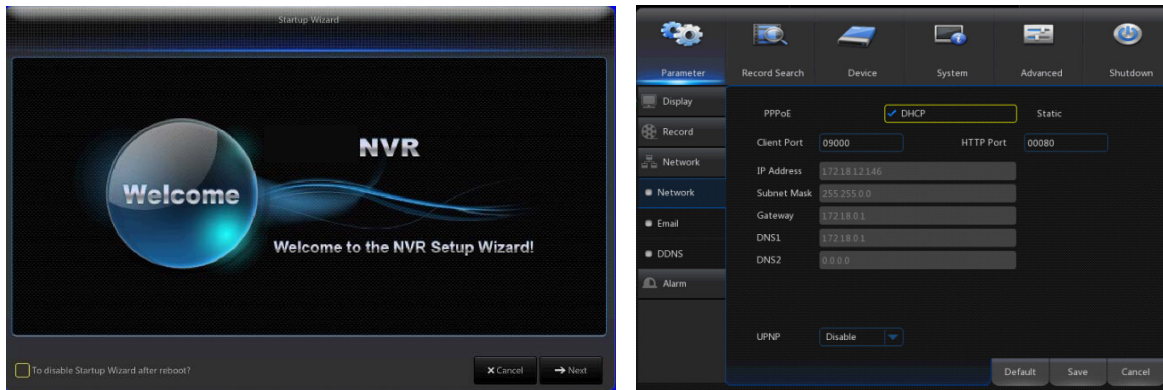 Startup Wizard
NVR
Welcome
Welcome to the NVR Setup Wizard!
To disable Startup Wizard after reboot?
Cancel
Next
Parameter Record Search Device System Advanced Shutdown
Display
Record
Network
Network
Email
DDNS
Alarm
PPPoE DHCP Static
Client Port 09000 HTTP Port 00080
IP Address 172.18.12.146
Subnet Mask 255.255.0.0
Gateway 172.18.0.1
DNS1 172.18.0.1
DNS2 0.0.0.0
UPNP Disable
Default Save Cancel